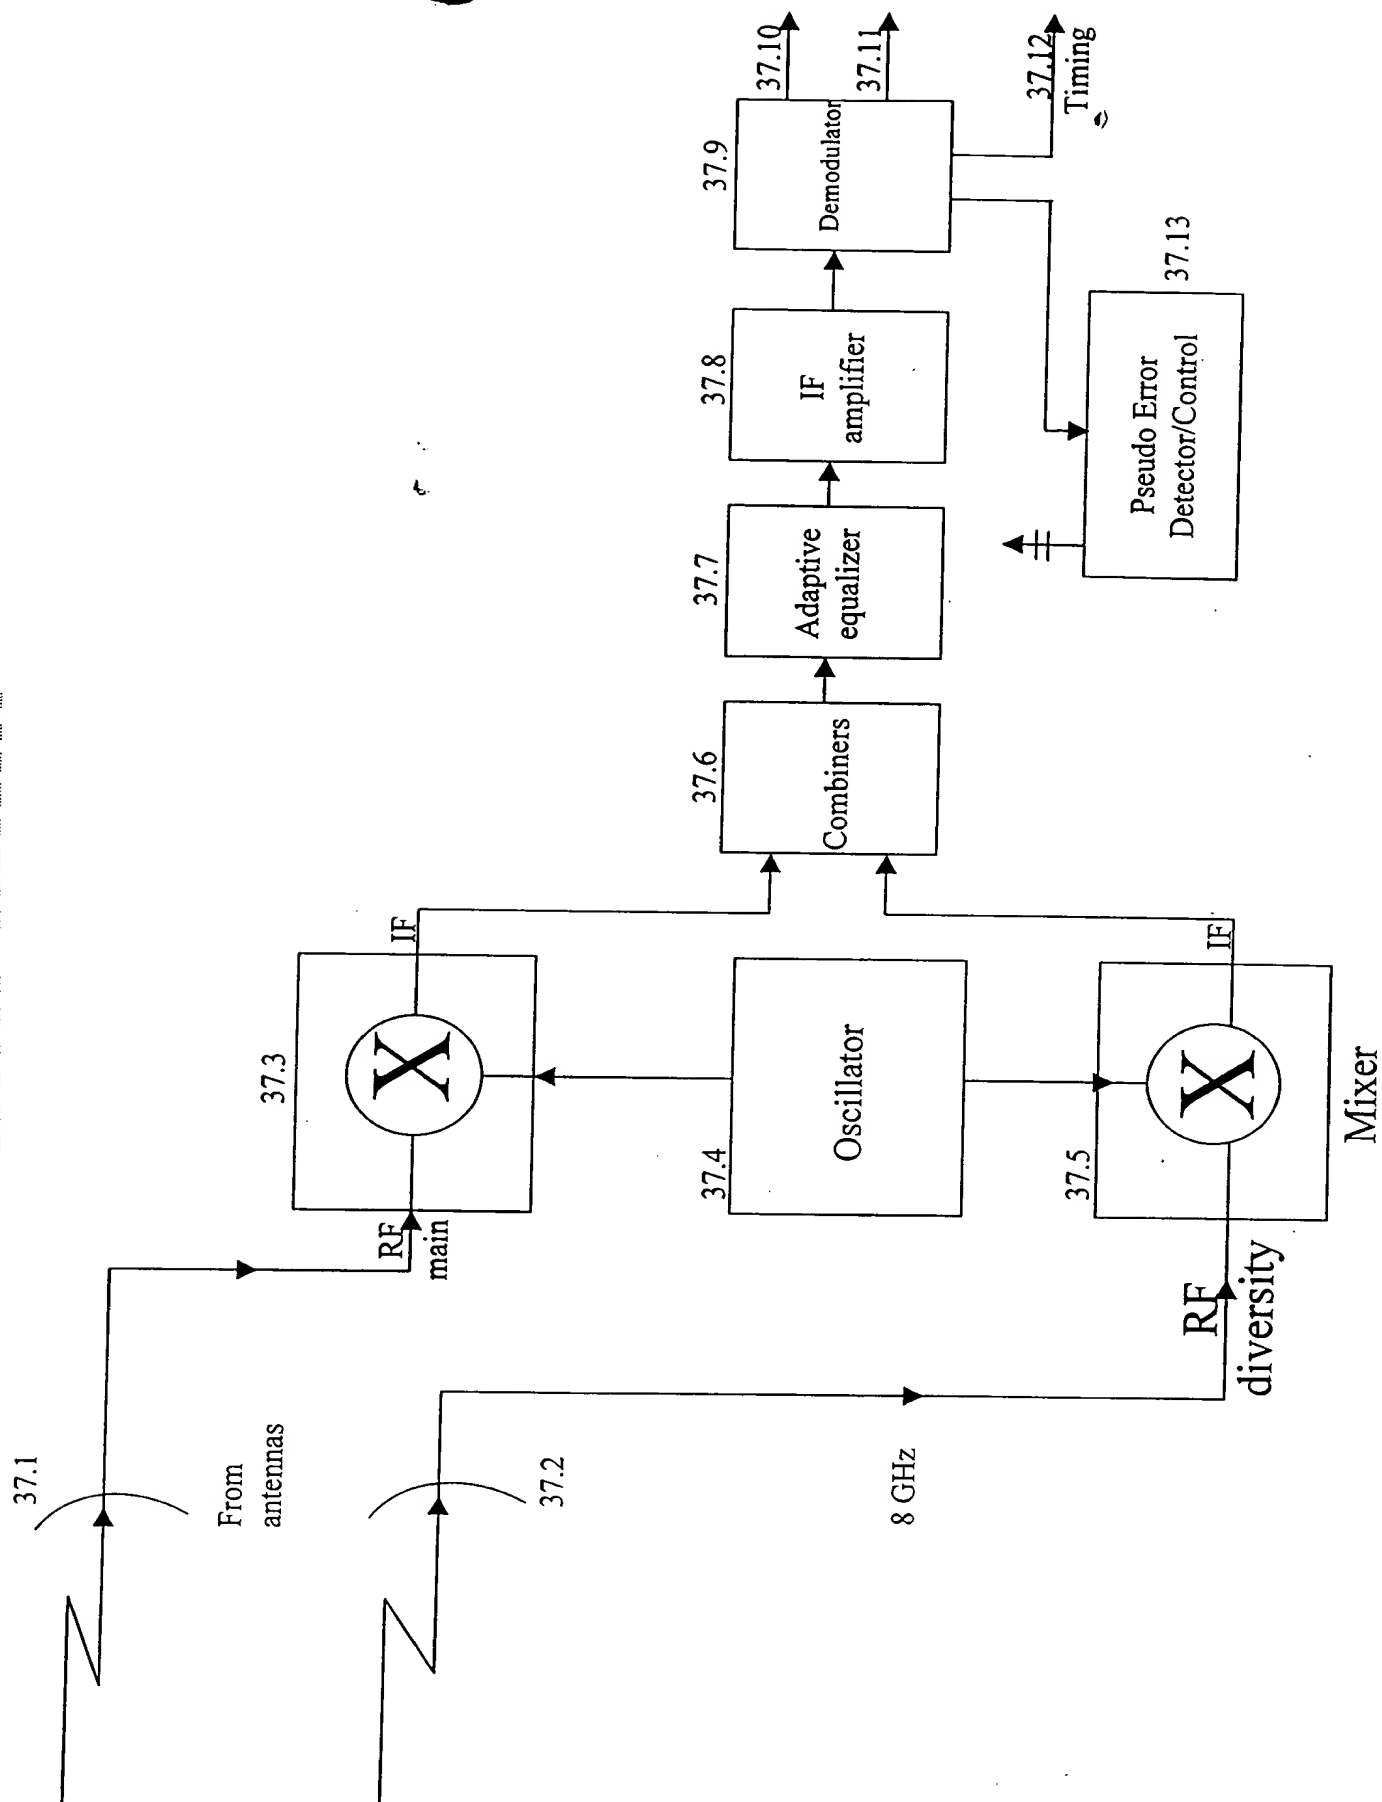 37.1
From
antennas
37.2
8 GHz
RF
main
RF
diversity
37.3
X
IF
37.4
Oscillator
37.5
X
IF
Mixer
37.6
Combiners
37.7
Adaptive
equalizer
37.8
IF
amplifier
37.9
Demodulator
37.10
37.11
37.12
Timing
37.13
Pseudo Error
Detector/Control